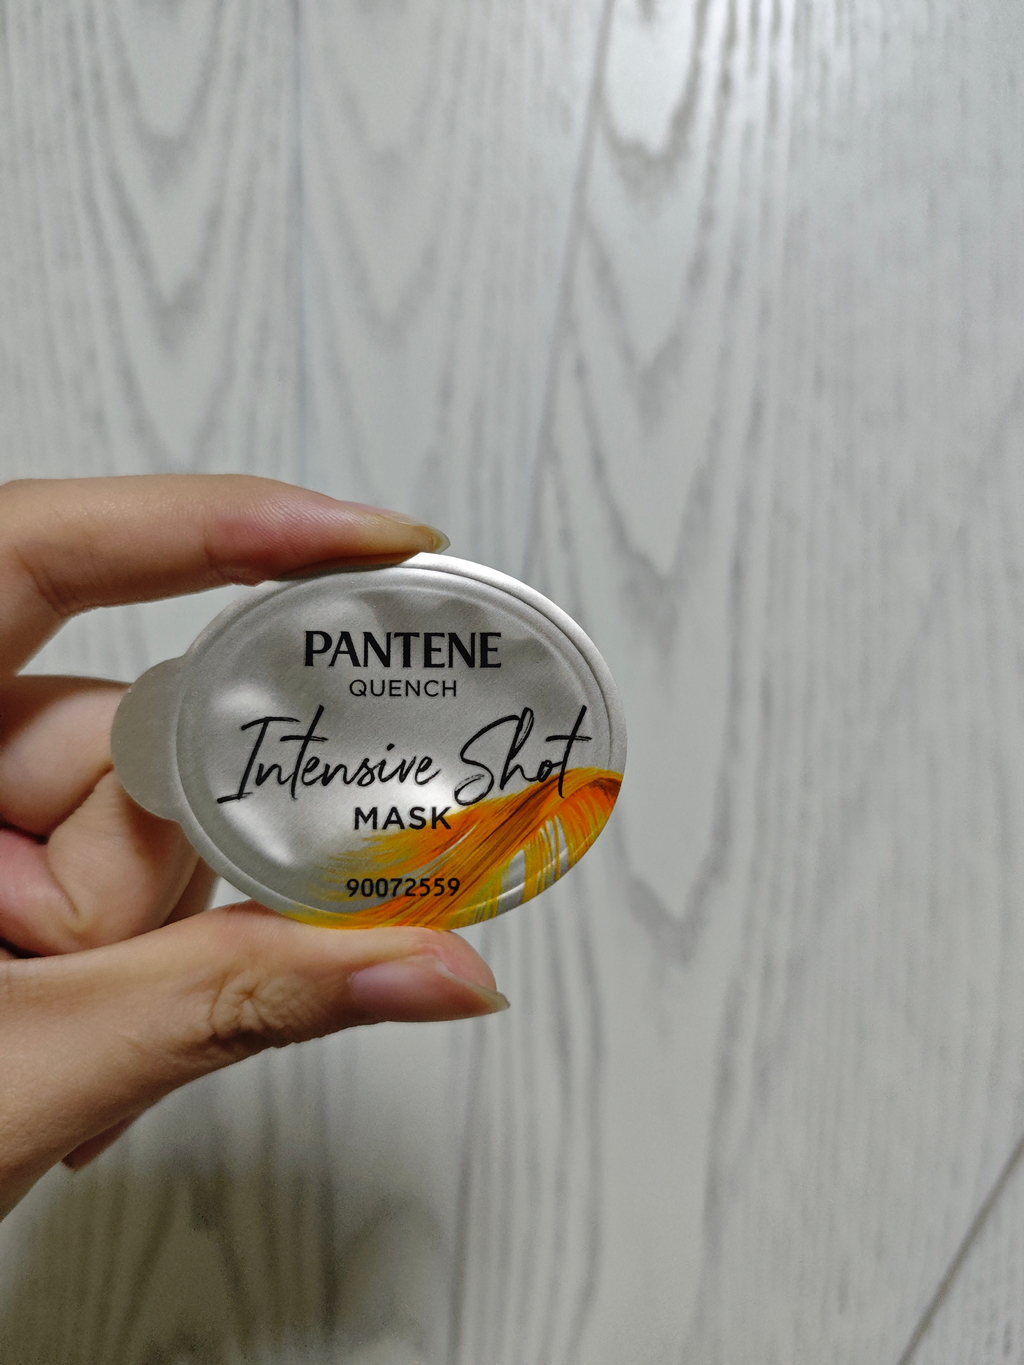 PANTENE
QUENCH
Intensive Shot
MASK
90072559